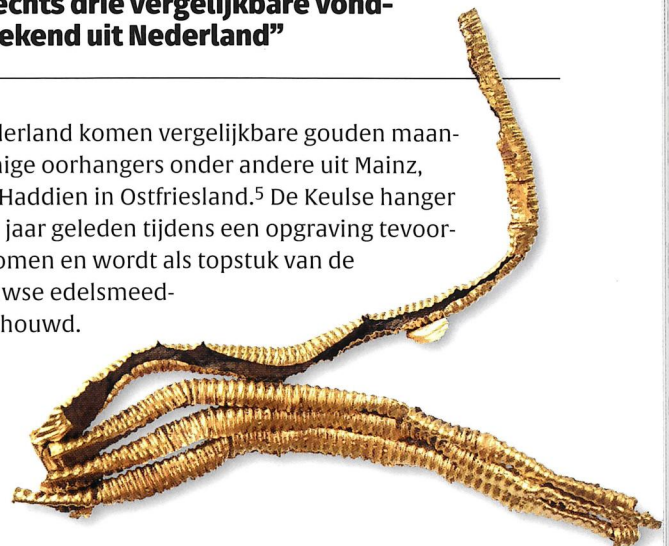 echts drie vergelijkbare vond-
ekend uit Nederland”
derland komen vergelijkbare gouden maan-
nige oorhangers onder andere uit Mainz,
Haddien in Ostfriesland.⁵ De Keulse hanger
jaar geleden tijdens een opgraving tevoor-
omen en wordt als topstuk van de
wse edelsmeed-
houwd.